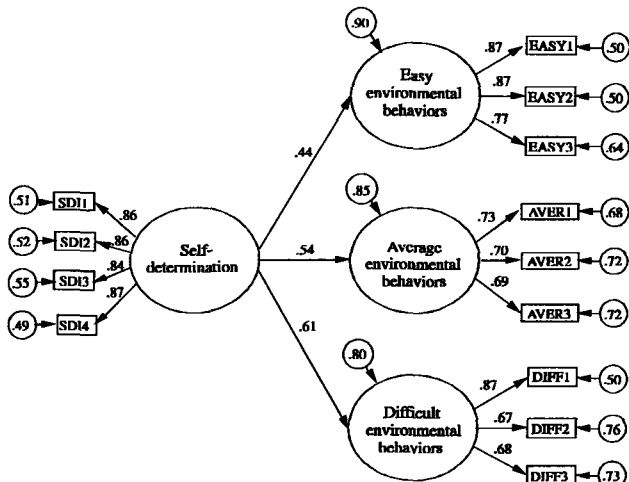 .90
Easy
environmental
behaviors
.87
EASY1
.50
.87
EASY2
.50
.77
EASY3
.64
.44
.51
SDI1
.86
.52
SDI2
.86
.55
SDI3
.84
.49
SDI4
.87
Self-
determination
.54
.85
Average
environmental
behaviors
.73
AVER1
.68
.70
AVER2
.72
.69
AVER3
.72
.61
.80
Difficult
environmental
behaviors
.87
DIFF1
.50
.67
DIFF2
.76
.68
DIFF3
.73